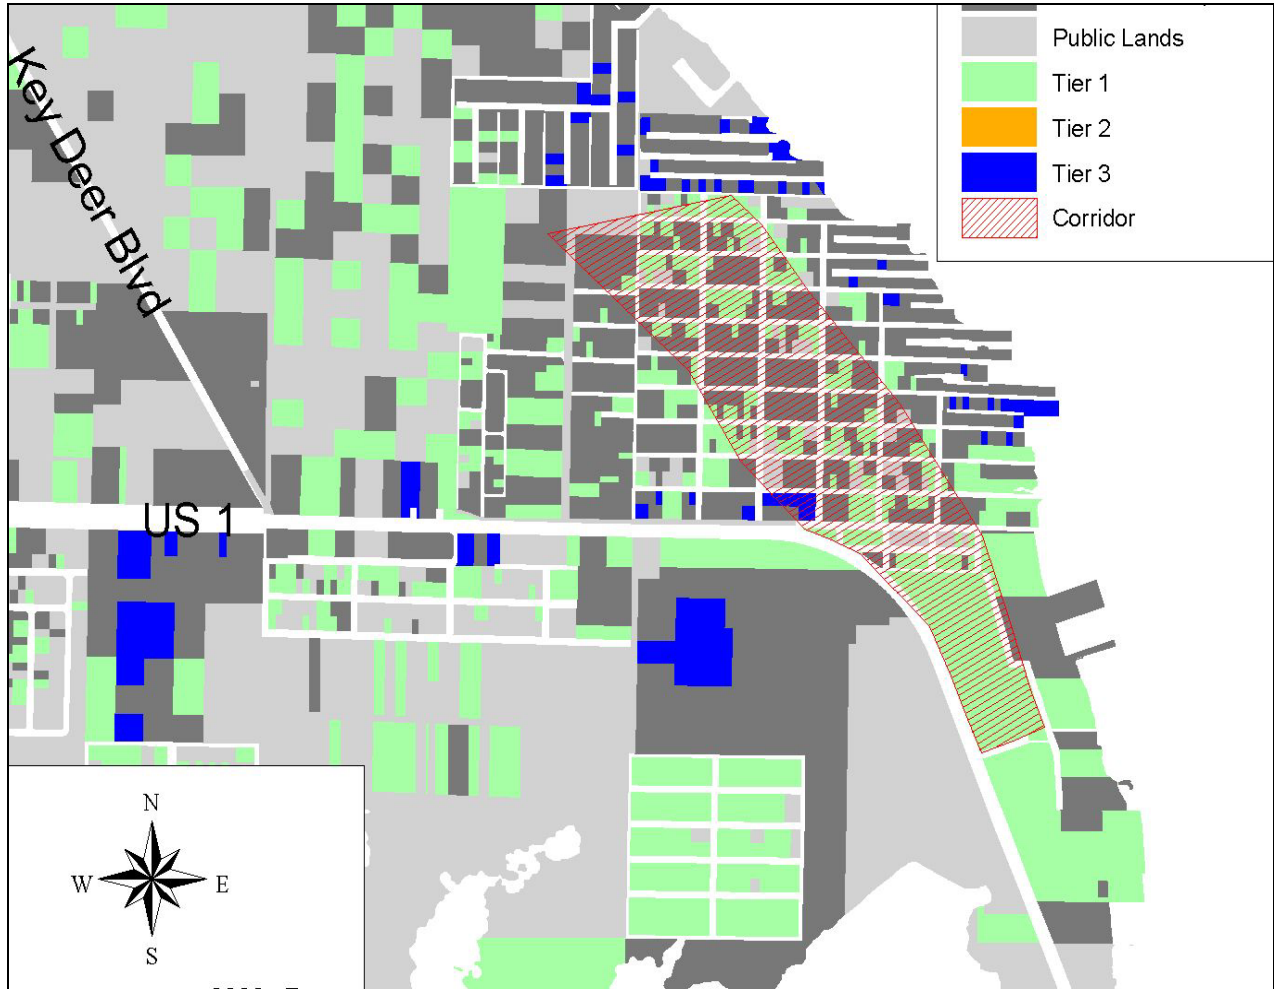 Public Lands
Tier 1
Tier 2
Tier 3
Corridor
Key Deer Blvd
US 1
N
W
E
S